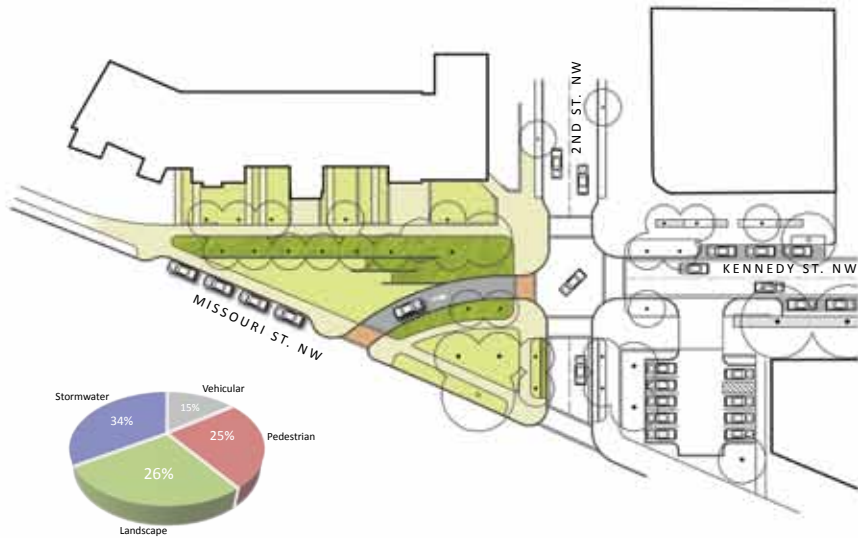 2ND ST. NW
KENNEDY ST. NW
MISSOURI ST. NW
Stormwater
34%
Vehicular
15%
25%
Pedestrian
26%
Landscape